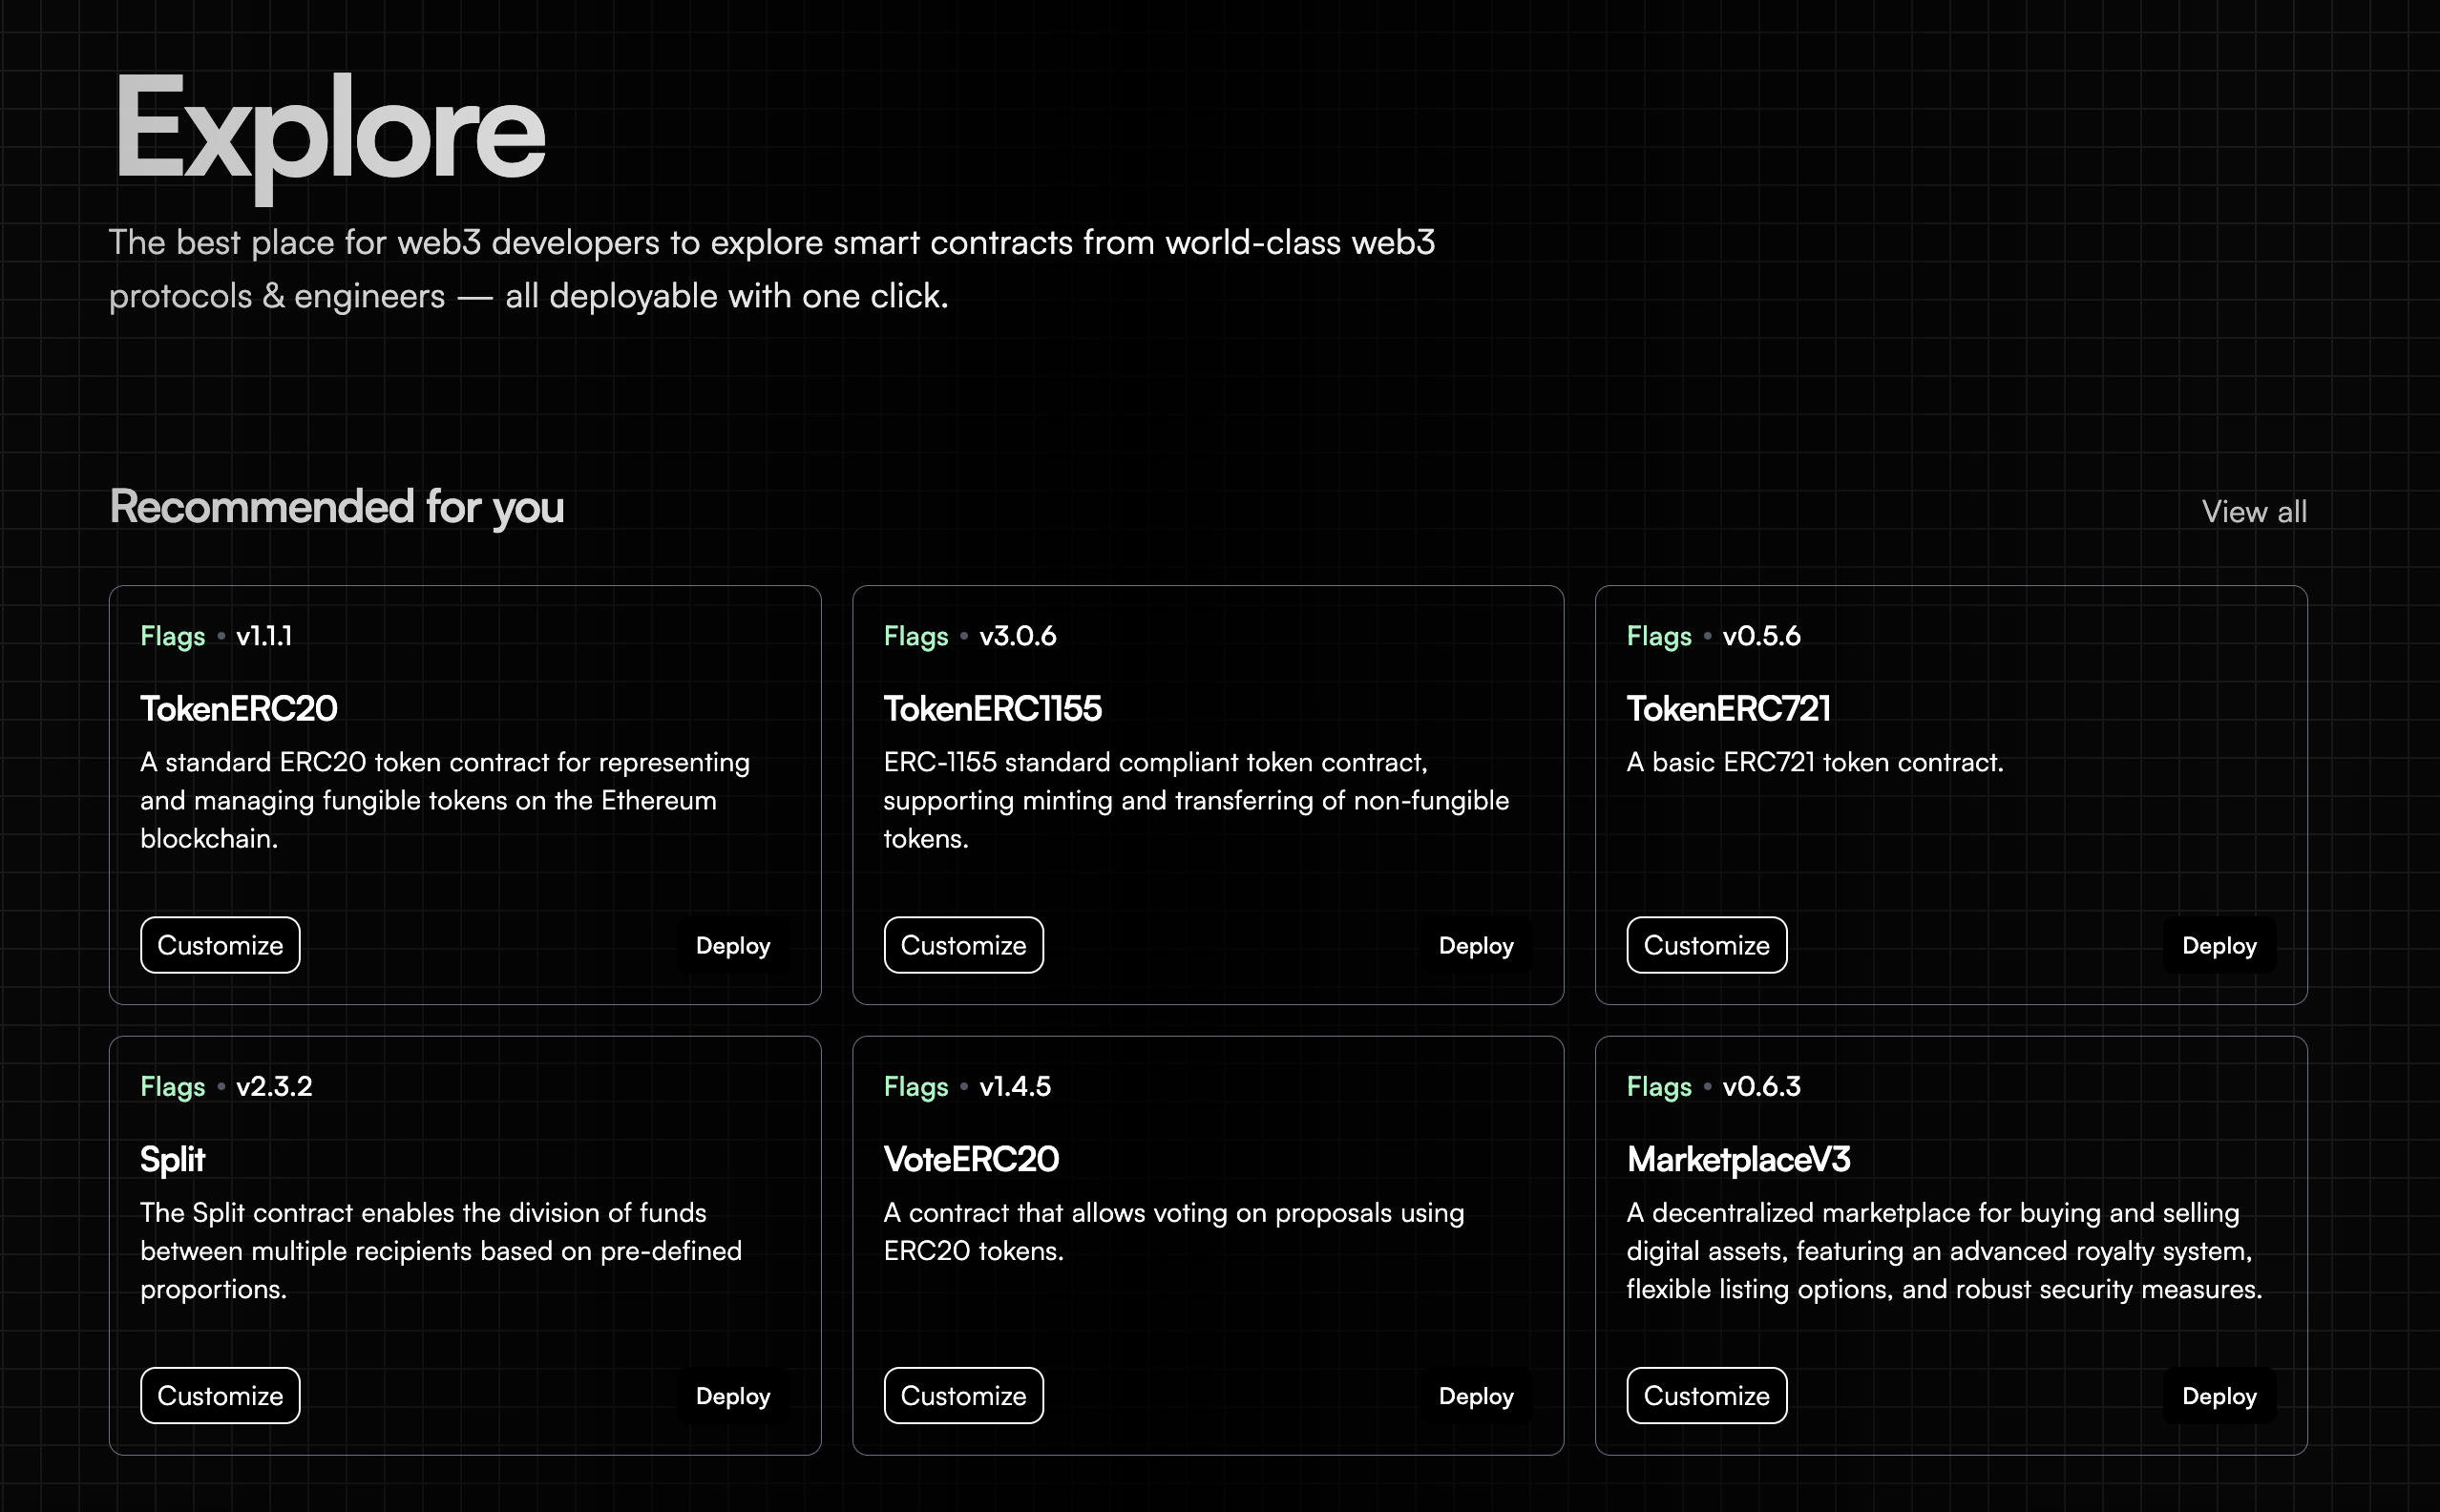 Explore
The best place for web3 developers to explore smart contracts from world-class web3
protocols & engineers — all deployable with one click.
Recommended for you
View all
Flags • v1.1.1
TokenERC20
A standard ERC20 token contract for representing
and managing fungible tokens on the Ethereum
blockchain.
Customize
Deploy
Flags • v3.0.6
TokenERC1155
ERC-1155 standard compliant token contract,
supporting minting and transferring of non-fungible
tokens.
Customize
Deploy
Flags • v0.5.6
TokenERC721
A basic ERC721 token contract.
Customize
Deploy
Flags • v2.3.2
Split
The Split contract enables the division of funds
between multiple recipients based on pre-defined
proportions.
Customize
Deploy
Flags • v1.4.5
VoteERC20
A contract that allows voting on proposals using
ERC20 tokens.
Customize
Deploy
Flags • v0.6.3
MarketplaceV3
A decentralized marketplace for buying and selling
digital assets, featuring an advanced royalty system,
flexible listing options, and robust security measures.
Customize
Deploy